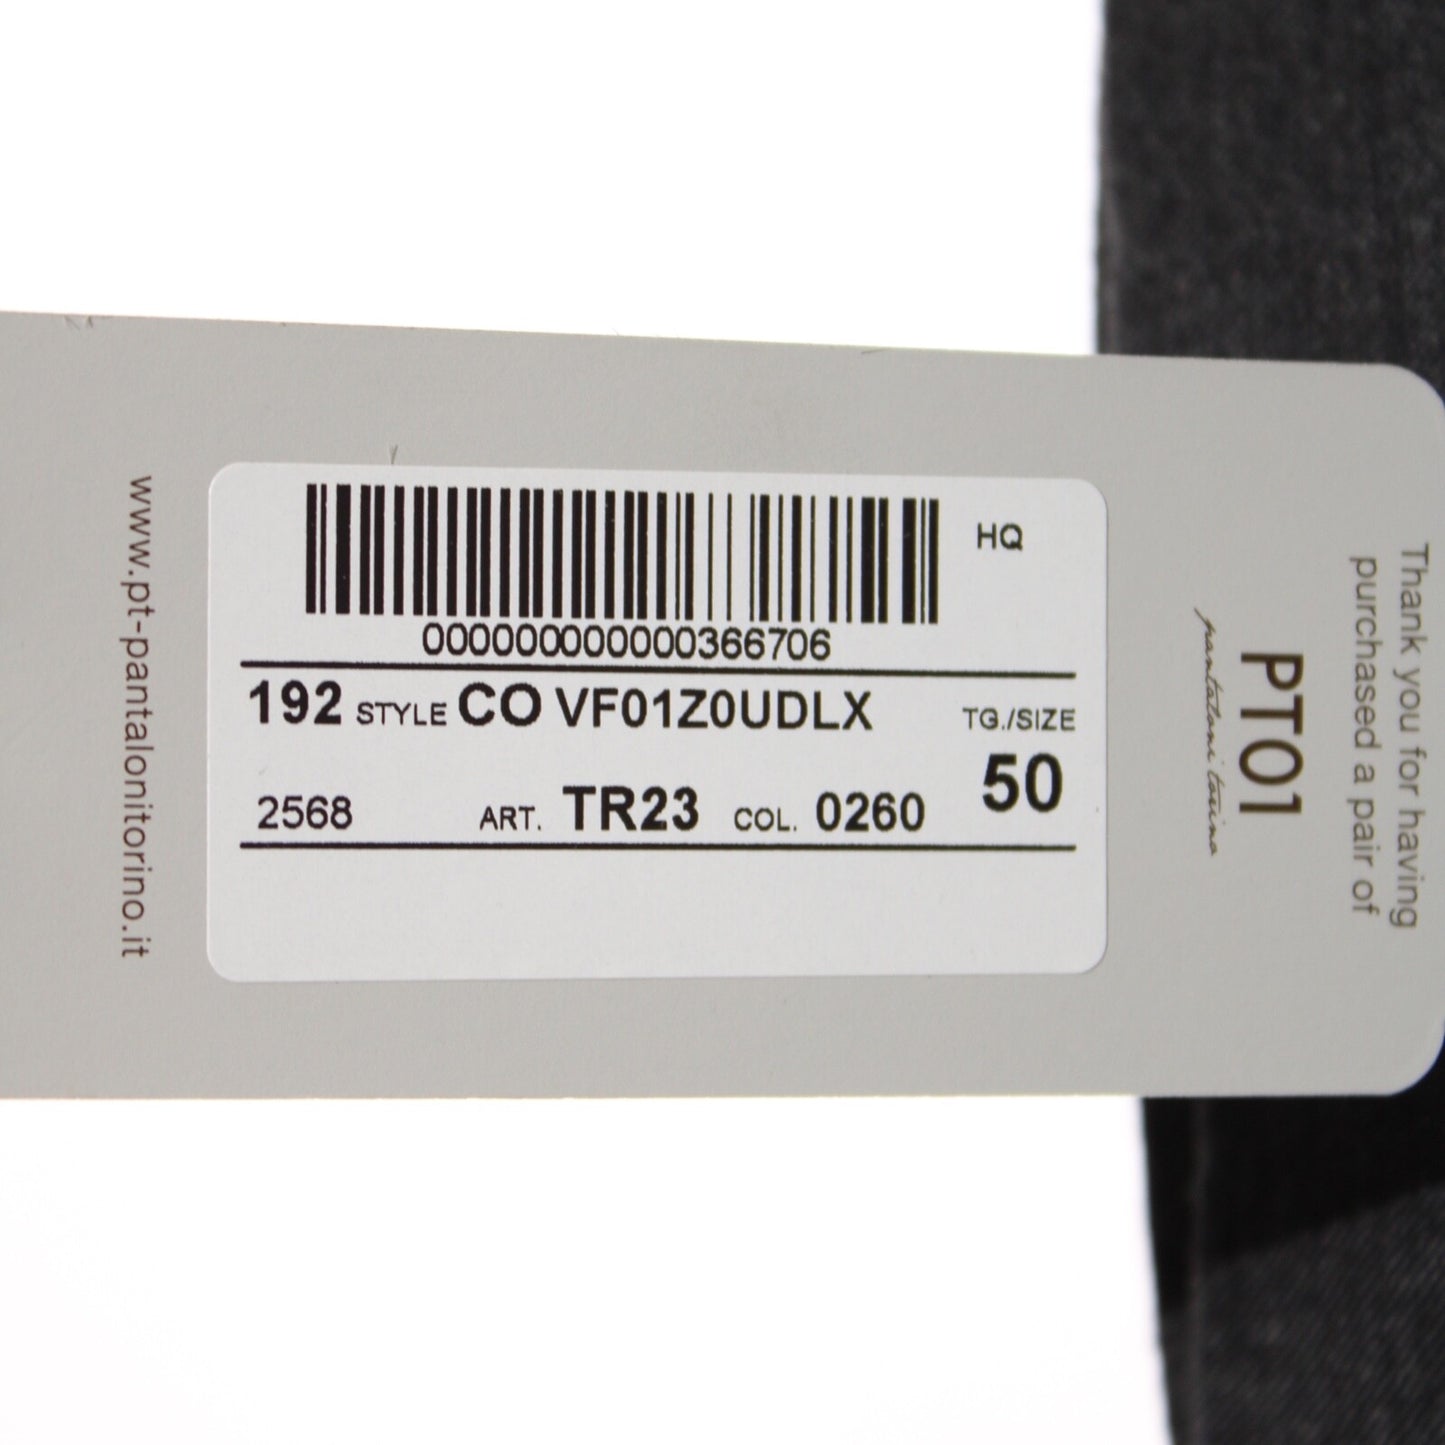 HQ
000000000000366706
192 STYLE CO VF01Z0UDLX
TG./SIZE
50
2568 ART. TR23 COL. 0260
Thank you for having
purchased a pair of
PT01
pantaloni torino
www.pt-pantalonitorino.it